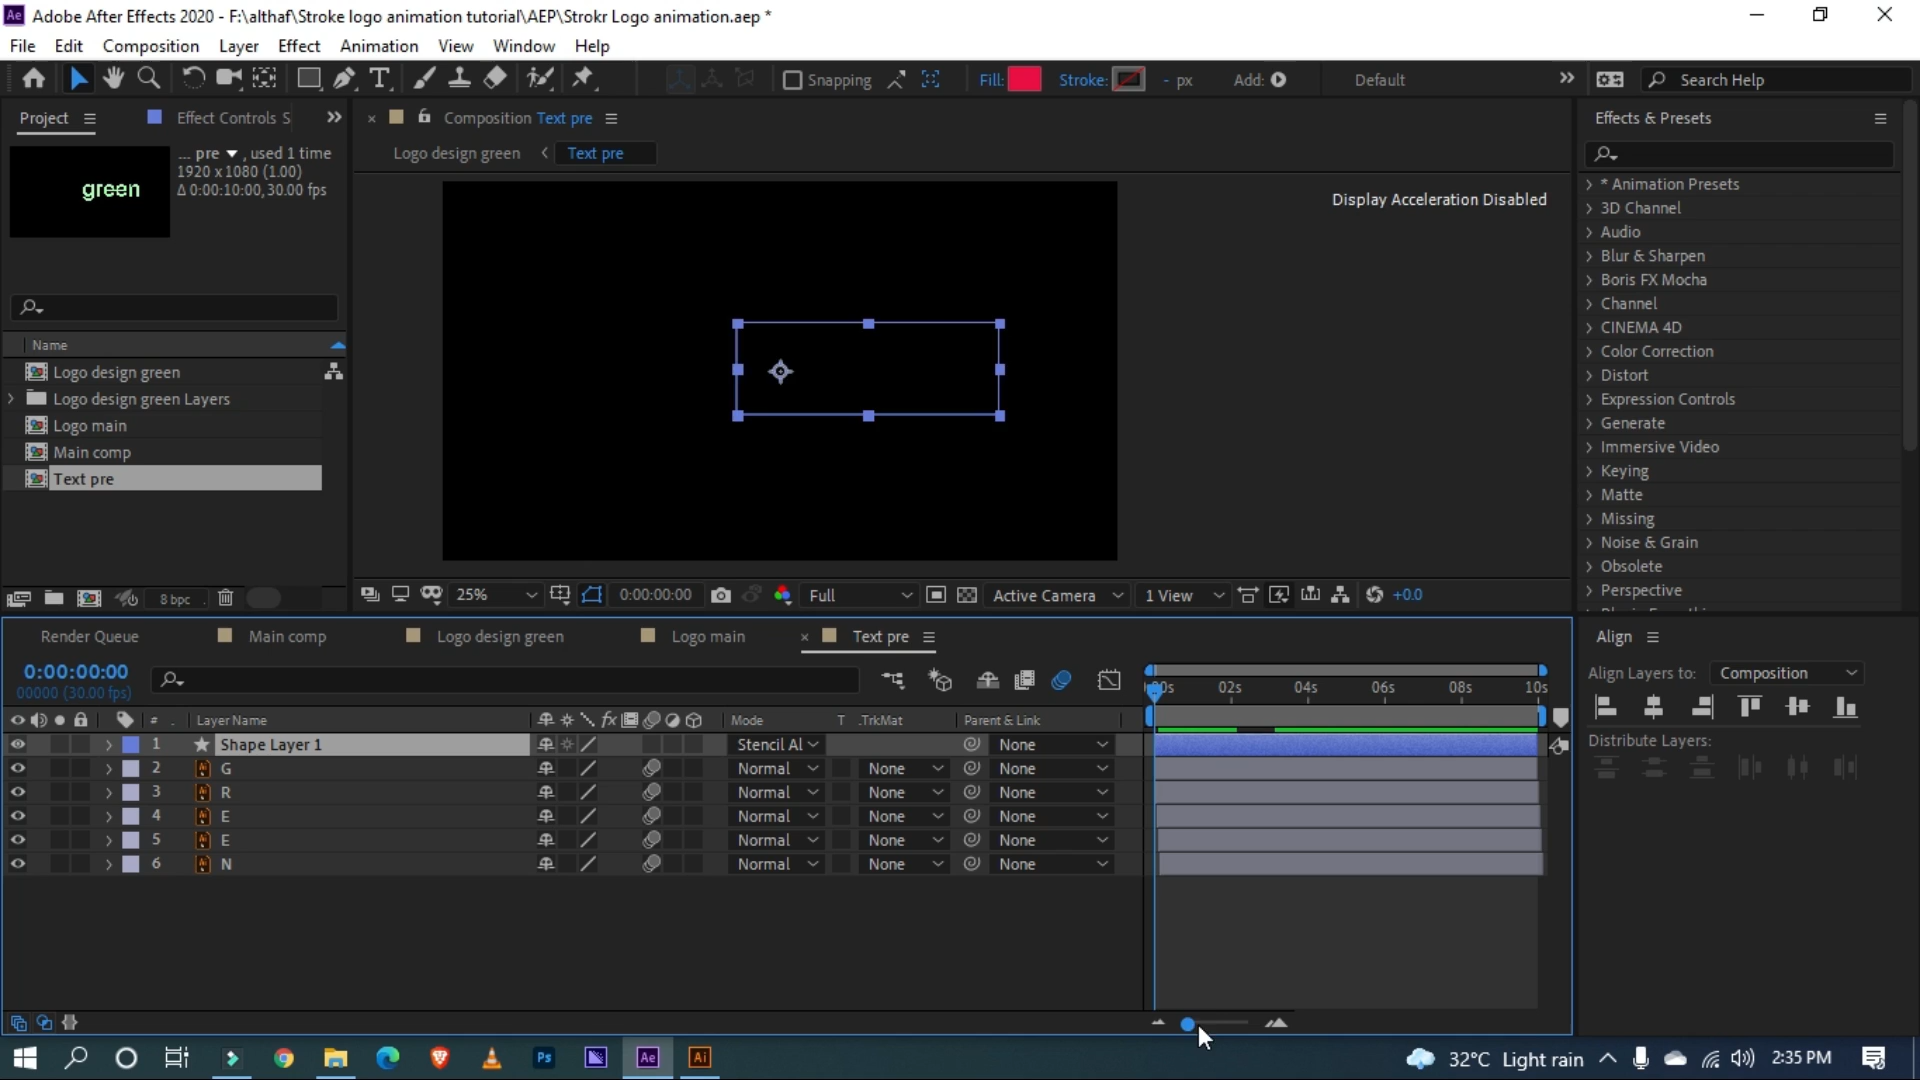 Ae Adobe After Effects 2020 - F:\althaf\Stroke logo animation tutorial\AEP\Strokr Logo animation.aep *
File Edit Composition Layer Effect Animation View Window Help
Snapping Fill: Stroke: - px Add: Default Search Help
Project Effect Controls S
... pre , used 1 time
1920 x 1080 (1.00)
Δ 0:00:10:00, 30.00 fps
green
Name
Logo design green
Logo design green Layers
Logo main
Main comp
Text pre
8 bpc
Composition Text pre
Logo design green Text pre
Display Acceleration Disabled
25% 0:00:00:00 Full Active Camera 1 View +0.0
Effects & Presets
* Animation Presets
3D Channel
Audio
Blur & Sharpen
Boris FX Mocha
Channel
CINEMA 4D
Color Correction
Distort
Expression Controls
Generate
Immersive Video
Keying
Matte
Missing
Noise & Grain
Obsolete
Perspective
Render Queue Main comp Logo design green Logo main Text pre
0:00:00:00
00000 (30.00 fps)
02s 04s 06s 08s 10s
# Layer Name fx Mode T .TrkMat Parent & Link
1 Shape Layer 1 Stencil Al None
2 G Normal None None
3 R Normal None None
4 E Normal None None
5 E Normal None None
6 N Normal None None
Align
Align Layers to: Composition
Distribute Layers:
Ps Ae Ai 32°C Light rain 2:35 PM